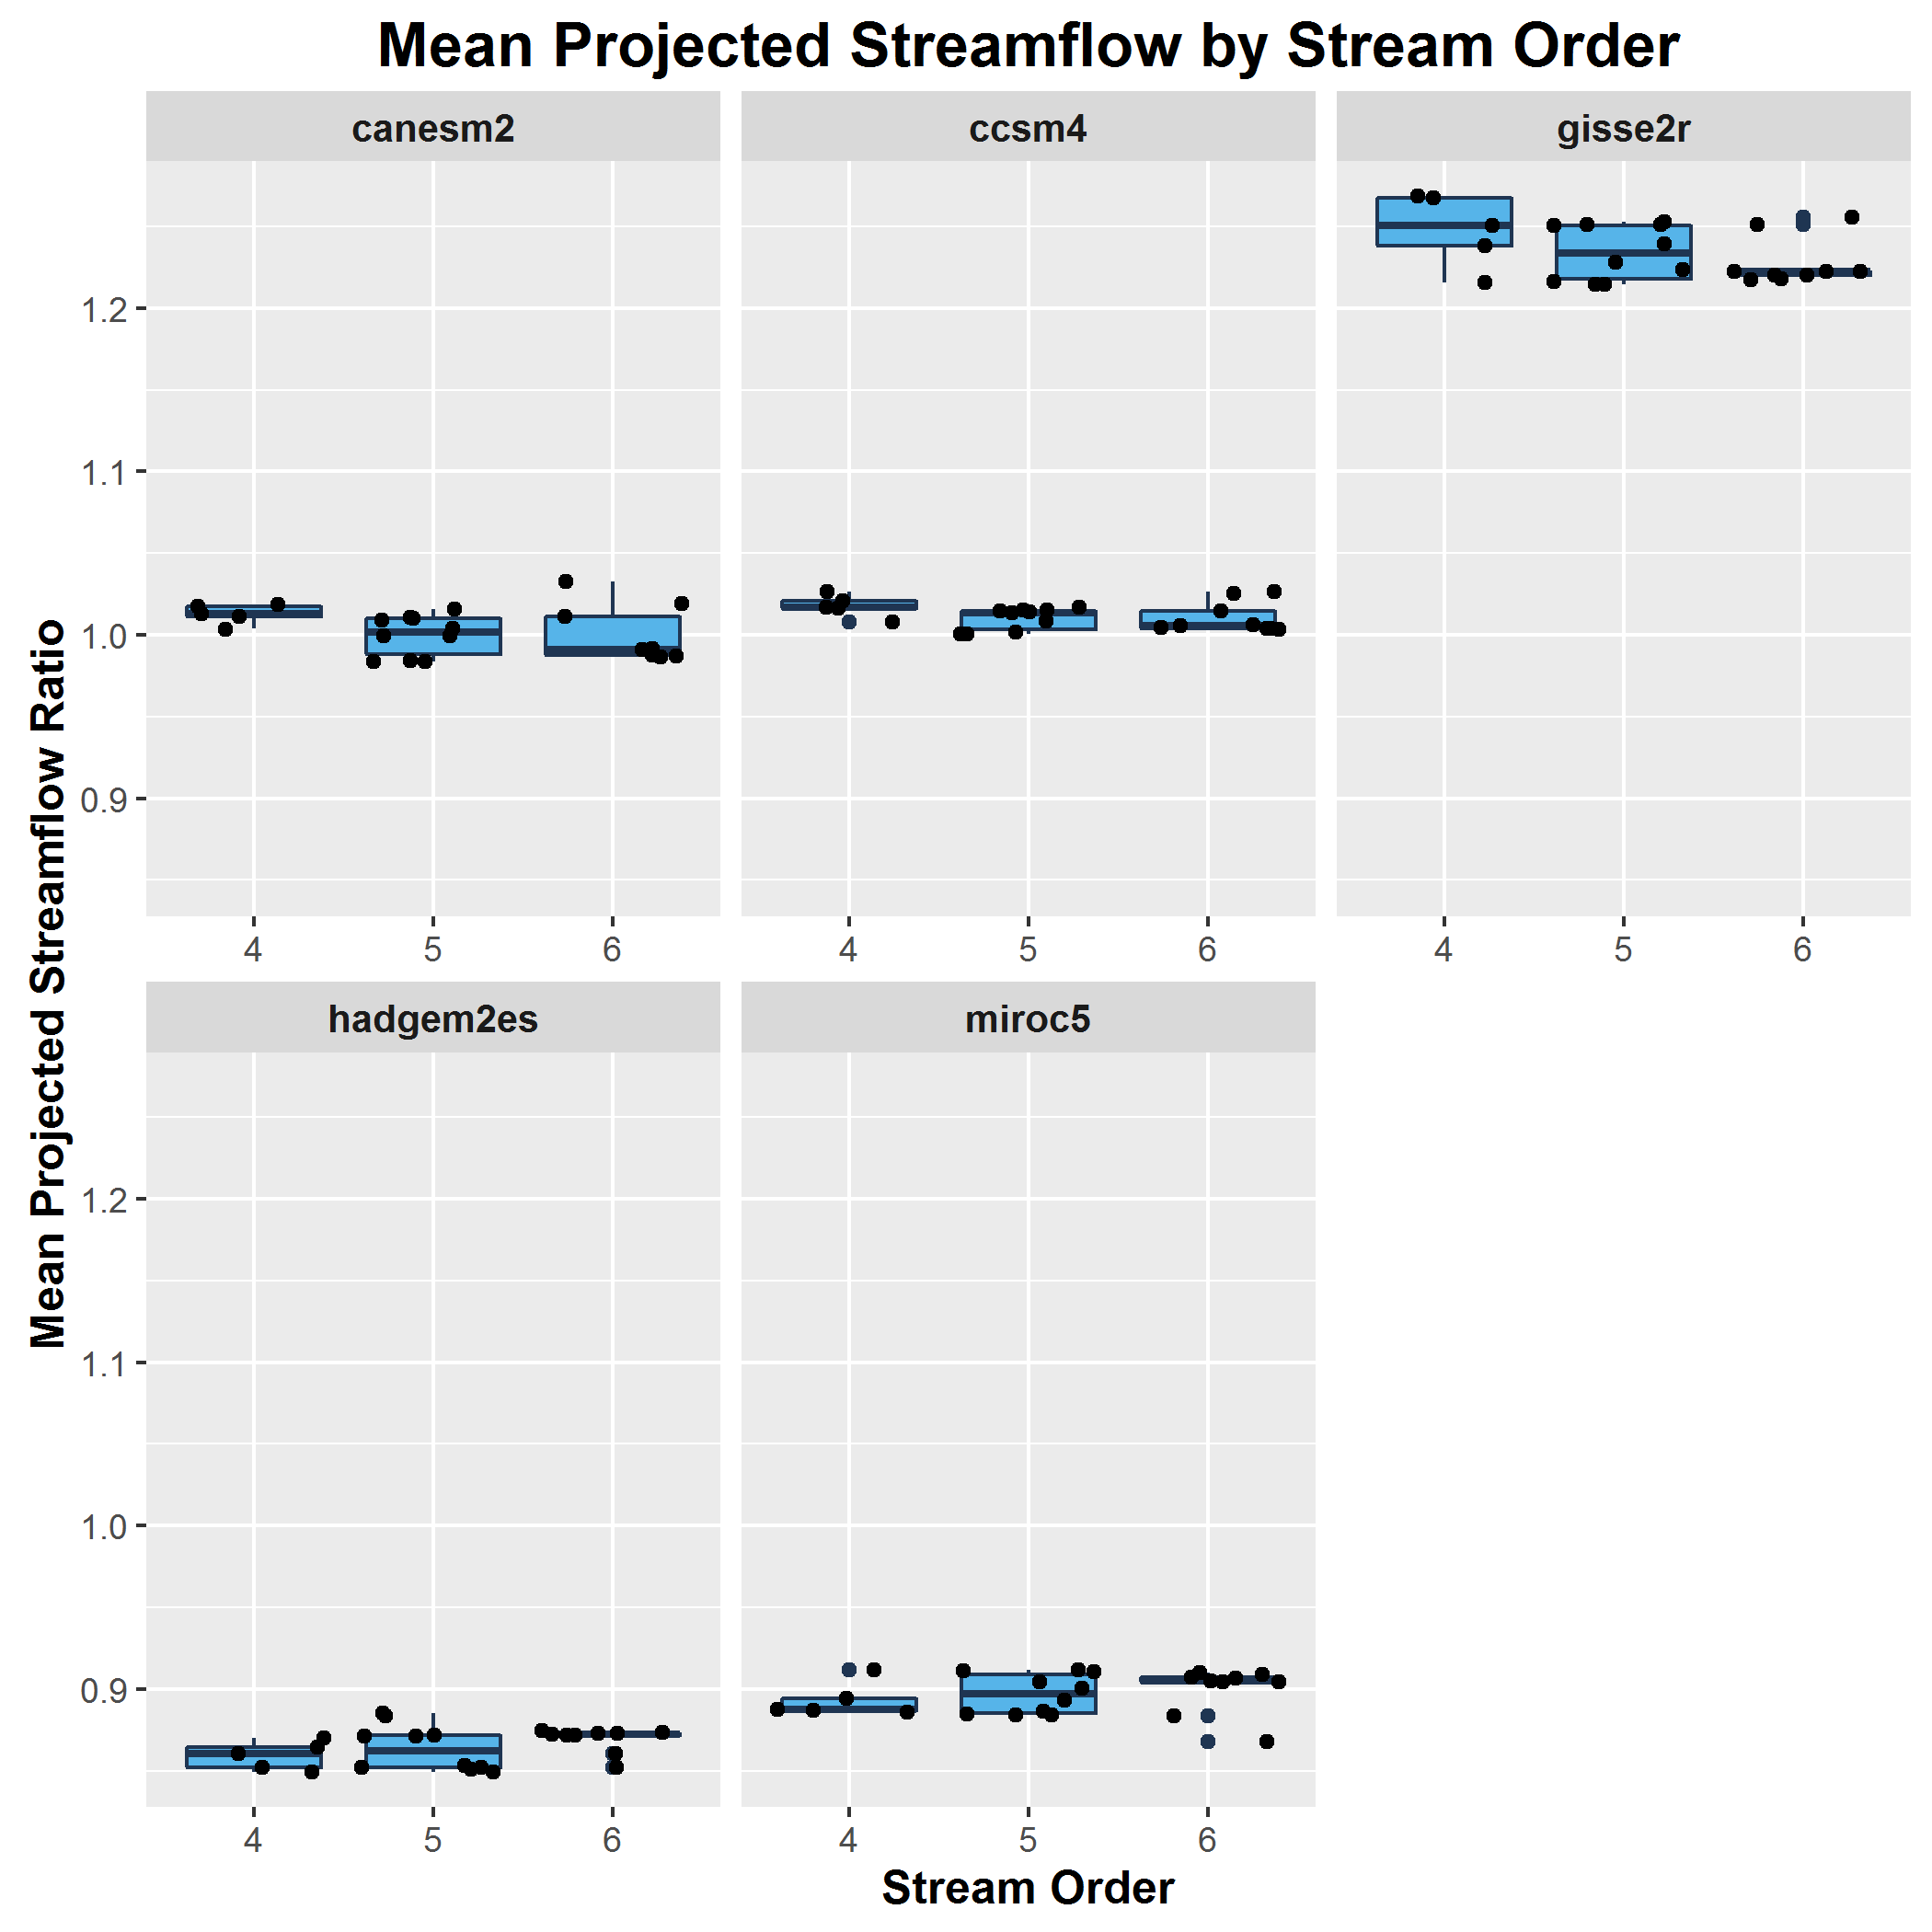 Mean Projected Streamflow by Stream Order
canesm2
ccsm4
gisse2r
1.2
1.1
1.0
0.9
4 5 6
4 5 6
4 5 6
Mean Projected Streamflow Ratio
hadgem2es
miroc5
1.2
1.1
1.0
0.9
4 5 6
4 5 6
Stream Order